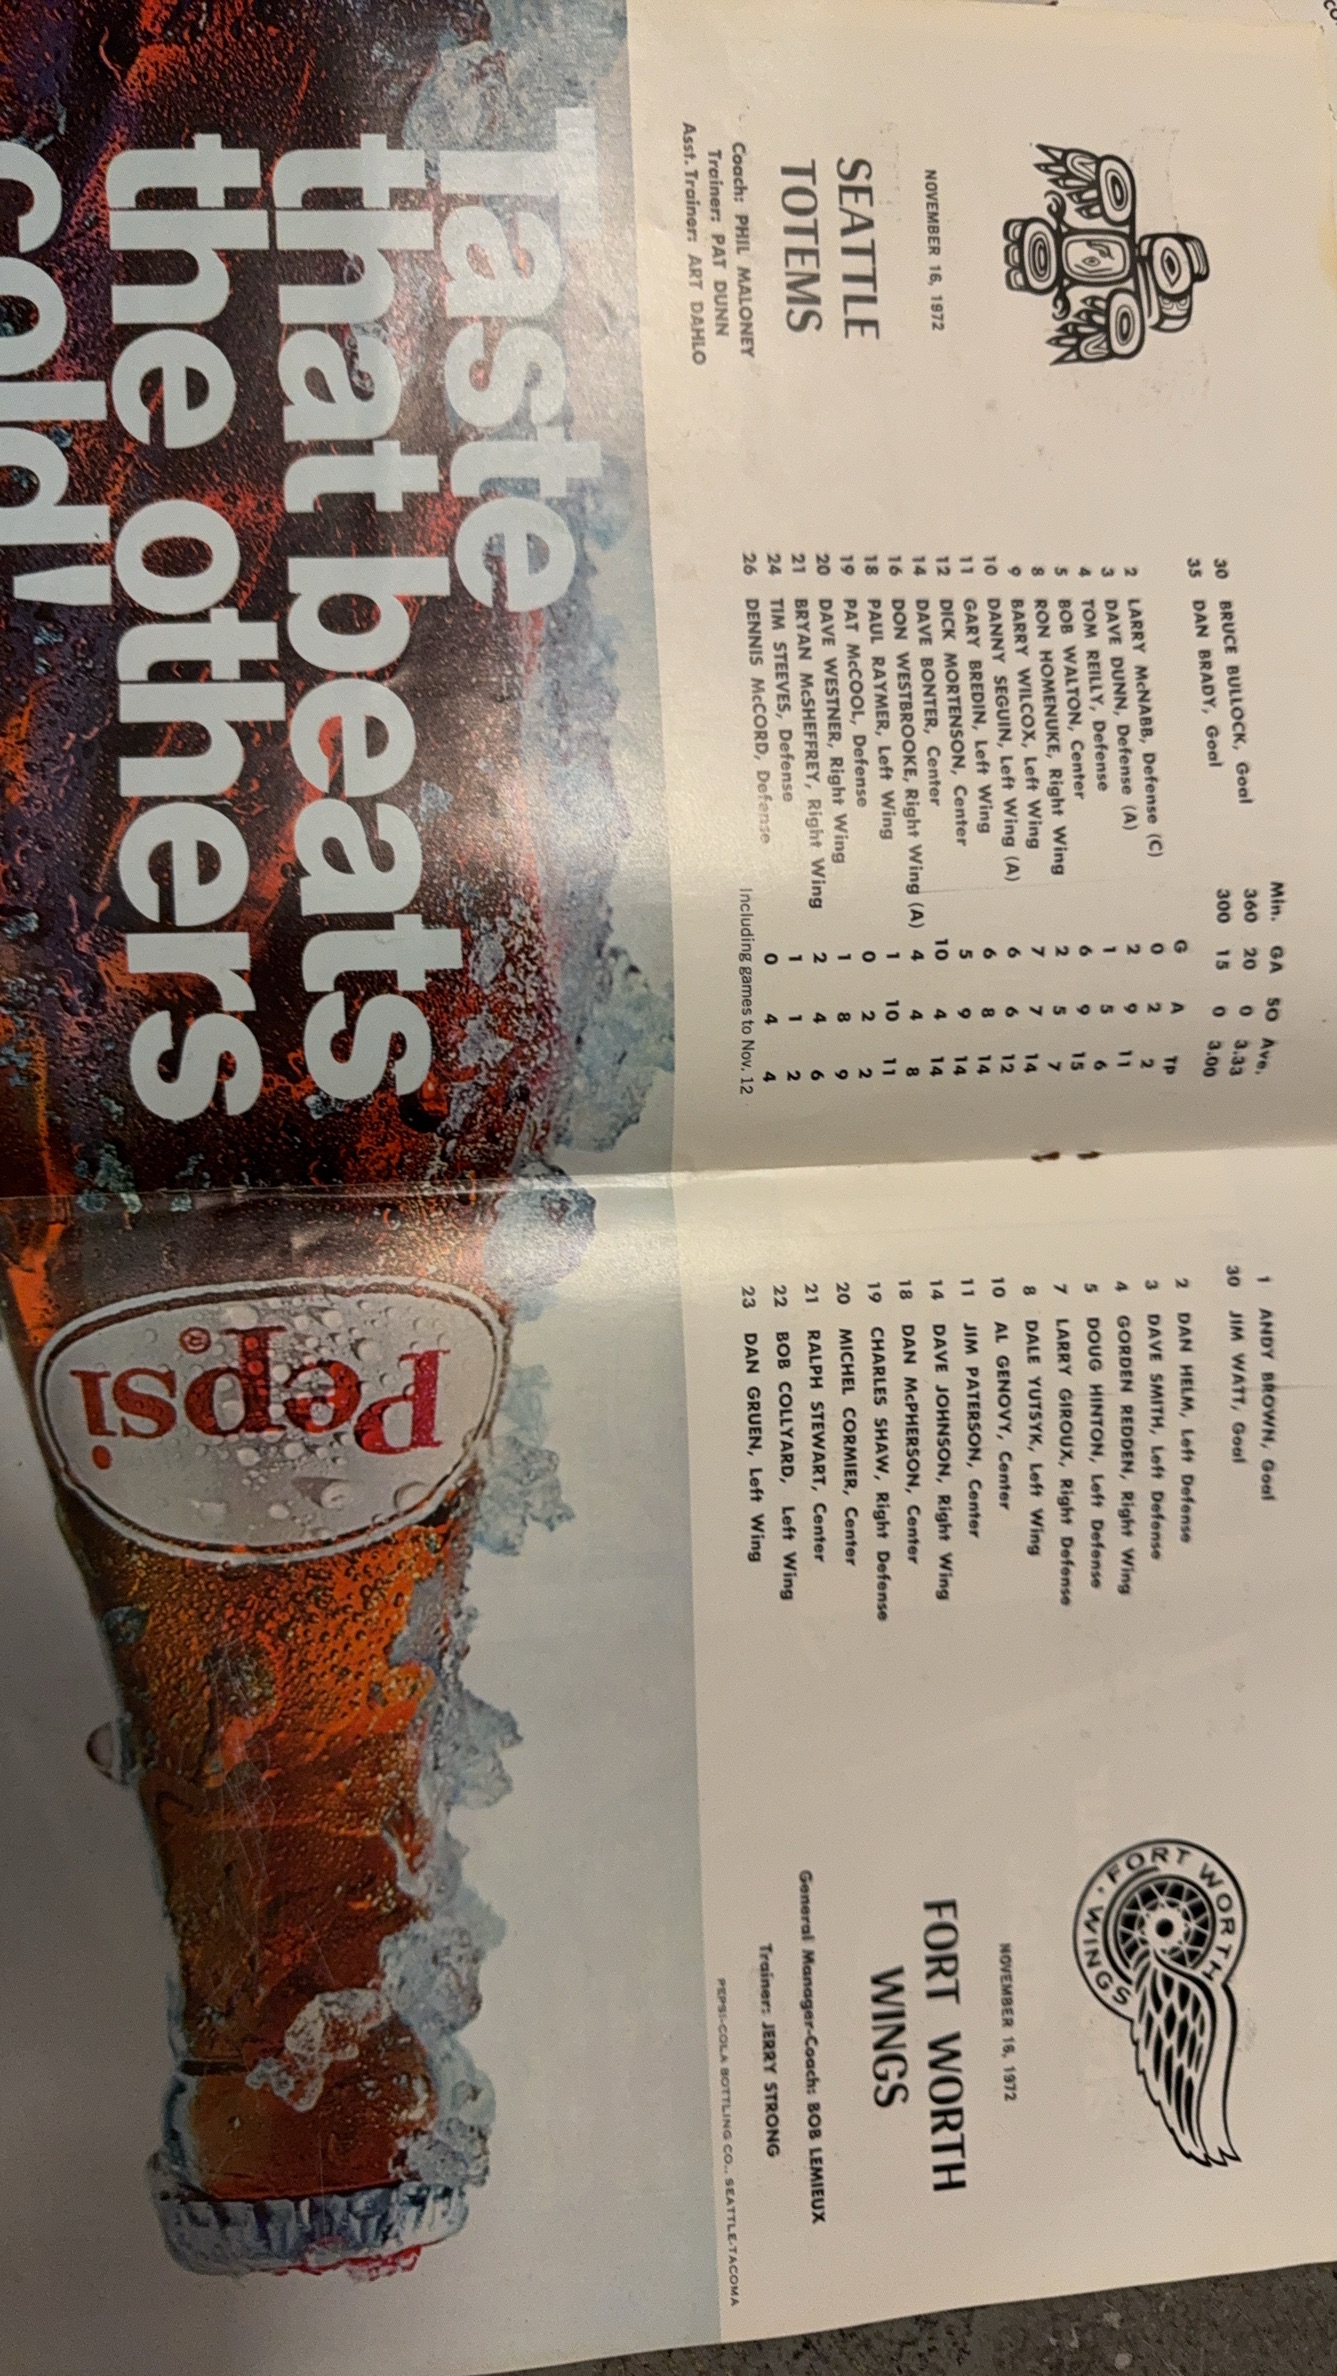 NOVEMBER 16, 1972
SEATTLE
TOTEMS
Coach: PHIL MALONEY
Trainer: PAT DUNN
Asst. Trainer: ART DAHLO
Min. GA SO Ave.
30 BRUCE BULLOCK, Goal 360 20 0 3.33
35 DAN BRADY, Goal 300 15 0 3.00
G A TP
2 LARRY McNABB, Defense (C) 0 2 2
3 DAVE DUNN, Defense (A) 2 9 11
4 TOM REILLY, Defense 1 5 6
5 BOB WALTON, Center 6 9 15
8 RON HOMENUKE, Right Wing 2 5 7
9 BARRY WILCOX, Left Wing 7 7 14
10 DANNY SEGUIN, Left Wing (A) 6 6 12
11 GARY BREDIN, Left Wing 6 8 14
12 DICK MORTENSON, Center 5 9 14
14 DAVE BONTER, Center 10 4 14
16 DON WESTBROOKE, Right Wing (A) 4 4 8
18 PAUL RAYMER, Left Wing 1 10 11
19 PAT McCOOL, Defense 0 2 2
20 DAVE WESTNER, Right Wing 1 8 9
21 BRYAN McSHEFFREY, Right Wing 2 4 6
24 TIM STEEVES, Defense 1 1 2
26 DENNIS McCORD, Defense 0 4 4
Including games to Nov. 12
1 ANDY BROWN, Goal
30 JIM WATT, Goal
2 DAN HELM, Left Defense
3 DAVE SMITH, Left Defense
4 GORDEN REDDEN, Right Wing
5 DOUG HINTON, Left Defense
7 LARRY GIROUX, Right Defense
8 DALE YUTSYK, Left Wing
10 AL GENOVY, Center
11 JIM PATERSON, Center
14 DAVE JOHNSON, Right Wing
18 DAN McPHERSON, Center
19 CHARLES SHAW, Right Defense
20 MICHEL CORMIER, Center
21 RALPH STEWART, Center
22 BOB COLLYARD, Left Wing
23 DAN GRUEN, Left Wing
FORT WORTH · WINGS
NOVEMBER 16, 1972
FORT WORTH
WINGS
General Manager-Coach: BOB LEMIEUX
Trainer: JERRY STRONG
PEPSI-COLA BOTTLING CO., SEATTLE-TACOMA
Taste
that beats
the others
cold!
Pepsi®